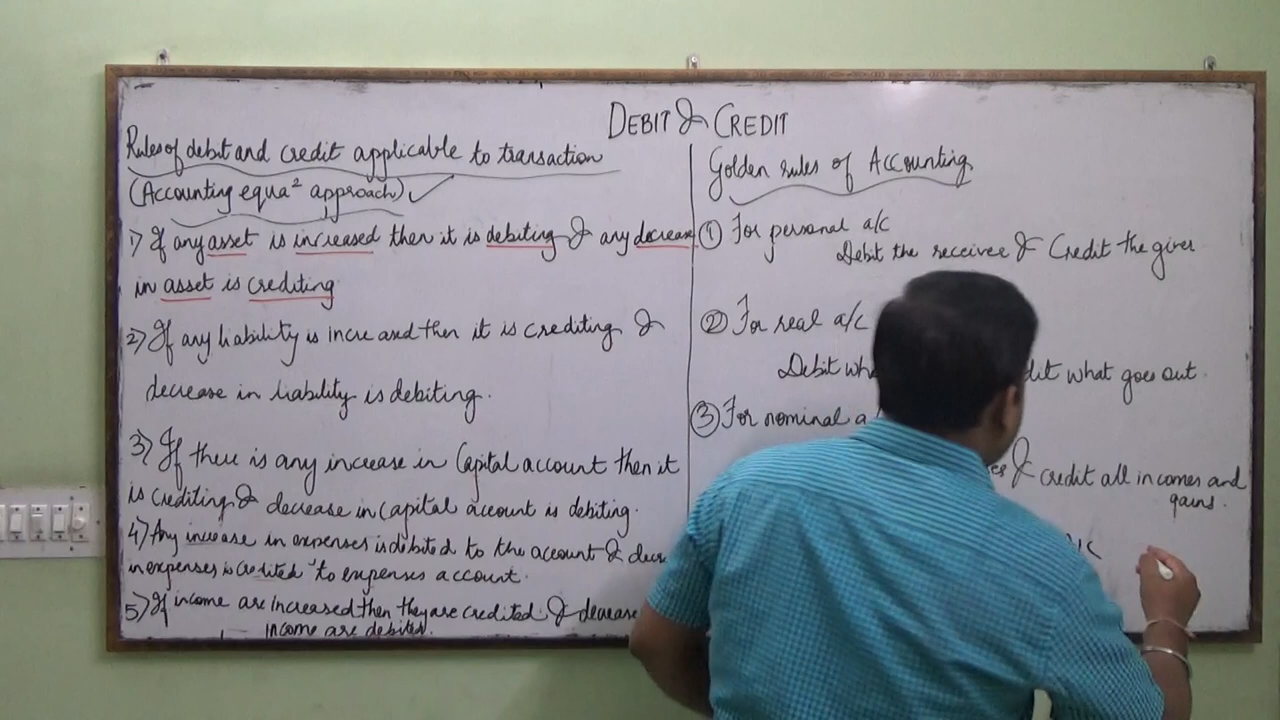 DEBIT & CREDIT
Rules of debit and credit applicable to transaction
(Accounting equa² approach) ✓
1) If any asset is increased then it is debiting & any decrease
in asset is crediting
2) If any liability is increased then it is crediting &
decrease in liability is debiting.
3) If there is any increase in Capital account then it
is crediting & decrease in capital account is debiting.
4) Any increase in expenses is debited to the account &
in expenses is credited to expenses account.
5) If income are increased then they are credited & decrease
income are debited.
Golden rules of Accounting
① For personal a/c
Debit the receiver & Credit the giver
② For real a/c
Debit what goes out.
③ For nominal
& credit all incomes and
gains.
a/c